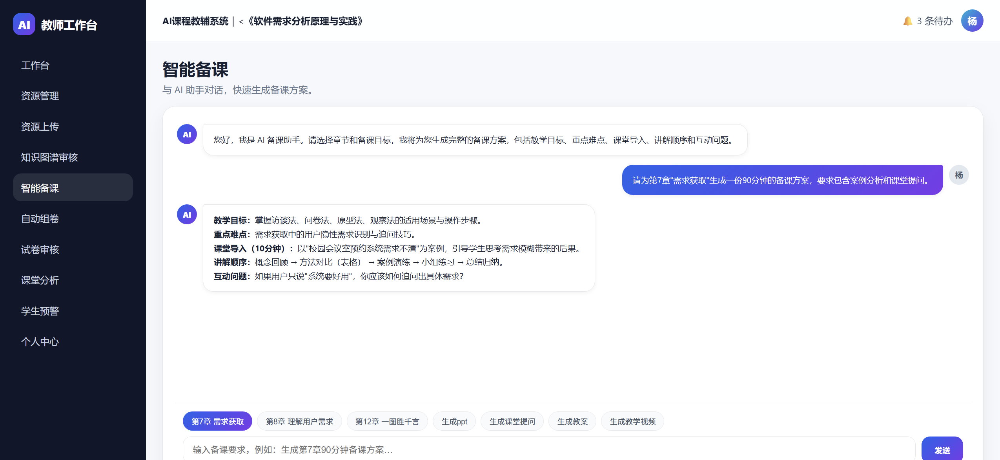 AI 教师工作台
工作台
资源管理
资源上传
知识图谱审核
智能备课
自动组卷
试卷审核
课堂分析
学生预警
个人中心
AI课程教辅系统 | <《软件需求分析原理与实践》
🔔 3 条待办 杨
智能备课
与 AI 助手对话，快速生成备课方案。
AI
您好，我是 AI 备课助手。请选择章节和备课目标，我将为您生成完整的备课方案，包括教学目标、重点难点、课堂导入、讲解顺序和互动问题。
请为第7章"需求获取"生成一份90分钟的备课方案，要求包含案例分析和课堂提问。
杨
AI
教学目标：掌握访谈法、问卷法、原型法、观察法的适用场景与操作步骤。
重点难点：需求获取中的用户隐性需求识别与追问技巧。
课堂导入（10分钟）：以"校园会议室预约系统需求不清"为案例，引导学生思考需求模糊带来的后果。
讲解顺序：概念回顾 → 方法对比（表格） → 案例演练 → 小组练习 → 总结归纳。
互动问题：如果用户只说"系统要好用"，你应该如何追问出具体需求？
第7章 需求获取 第8章 理解用户需求 第12章 一图胜千言 生成ppt 生成课堂提问 生成教案 生成教学视频
输入备课要求，例如：生成第7章90分钟备课方案… 发送